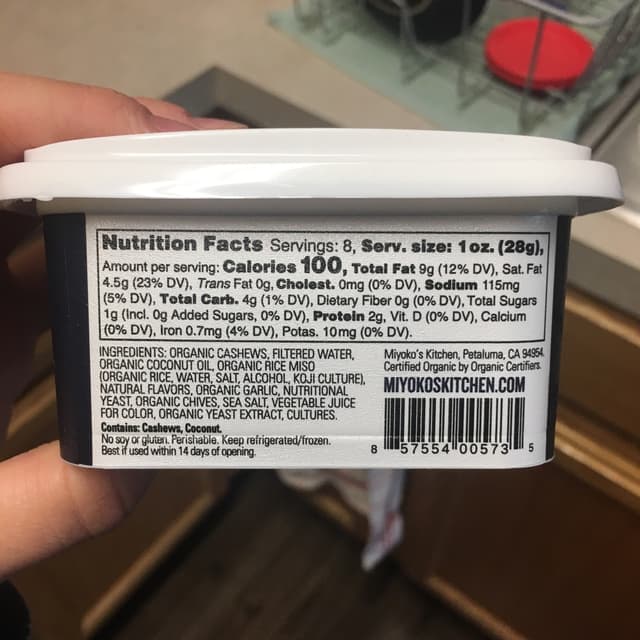 Nutrition Facts Servings: 8, Serv. size: 1 oz. (28g),
Amount per serving: Calories 100, Total Fat 9g (12% DV), Sat. Fat
4.5g (23% DV), Trans Fat 0g, Cholest. 0mg (0% DV), Sodium 115mg
(5% DV), Total Carb. 4g (1% DV), Dietary Fiber 0g (0% DV), Total Sugars
1g (Incl. 0g Added Sugars, 0% DV), Protein 2g, Vit. D (0% DV), Calcium
(0% DV), Iron 0.7mg (4% DV), Potas. 10mg (0% DV).
INGREDIENTS: ORGANIC CASHEWS, FILTERED WATER,
ORGANIC COCONUT OIL, ORGANIC RICE MISO
(ORGANIC RICE, WATER, SALT, ALCOHOL, KOJI CULTURE),
NATURAL FLAVORS, ORGANIC GARLIC, NUTRITIONAL
YEAST, ORGANIC CHIVES, SEA SALT, VEGETABLE JUICE
FOR COLOR, ORGANIC YEAST EXTRACT, CULTURES.
Contains: Cashews, Coconut.
No soy or gluten. Perishable. Keep refrigerated/frozen.
Best if used within 14 days of opening.
Miyoko's Kitchen, Petaluma, CA 94954.
Certified Organic by Organic Certifiers.
MIYOKOSKITCHEN.COM
8 57554 00573 5